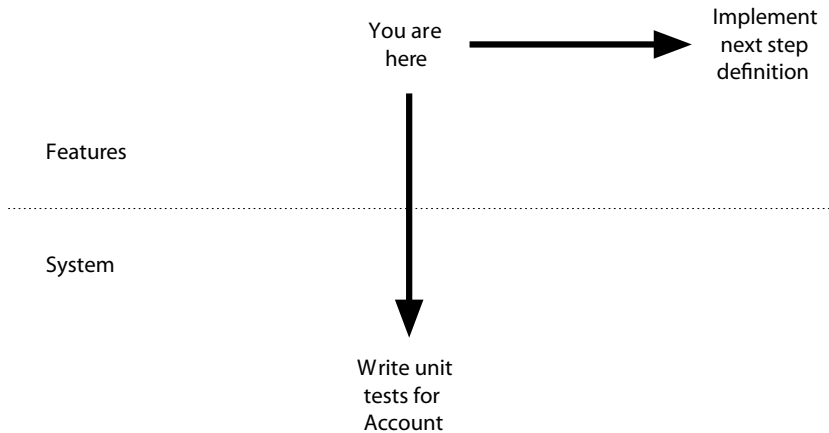 You are
here
Implement
next step
definition
Features
System
Write unit
tests for
Account